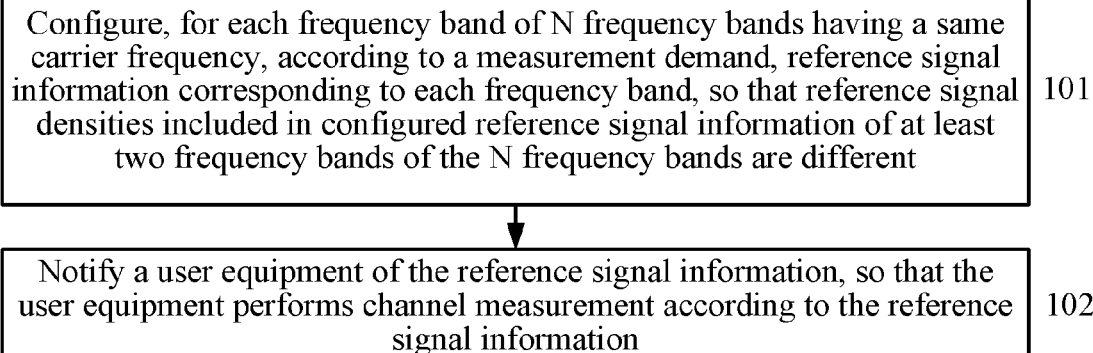 Configure, for each frequency band of N frequency bands having a same
carrier frequency, according to a measurement demand, reference signal
information corresponding to each frequency band, so that reference signal
densities included in configured reference signal information of at least
two frequency bands of the N frequency bands are different
101
Notify a user equipment of the reference signal information, so that the
user equipment performs channel measurement according to the reference
signal information
102